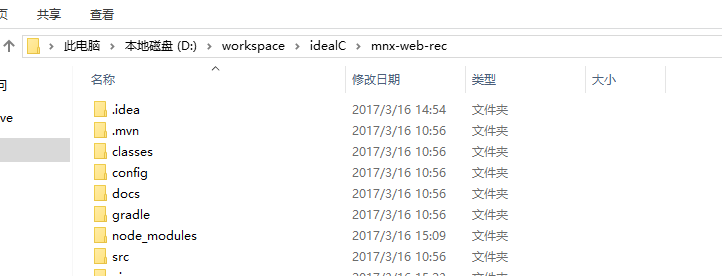 页 共享 查看
此电脑 本地磁盘 (D:) workspace idealC mnx-web-rec
名称 修改日期 类型 大小
问
.idea 2017/3/16 14:54 文件夹
ve
.mvn 2017/3/16 10:56 文件夹
classes 2017/3/16 10:56 文件夹
config 2017/3/16 10:56 文件夹
docs 2017/3/16 10:56 文件夹
gradle 2017/3/16 10:56 文件夹
node_modules 2017/3/16 15:09 文件夹
src 2017/3/16 10:56 文件夹